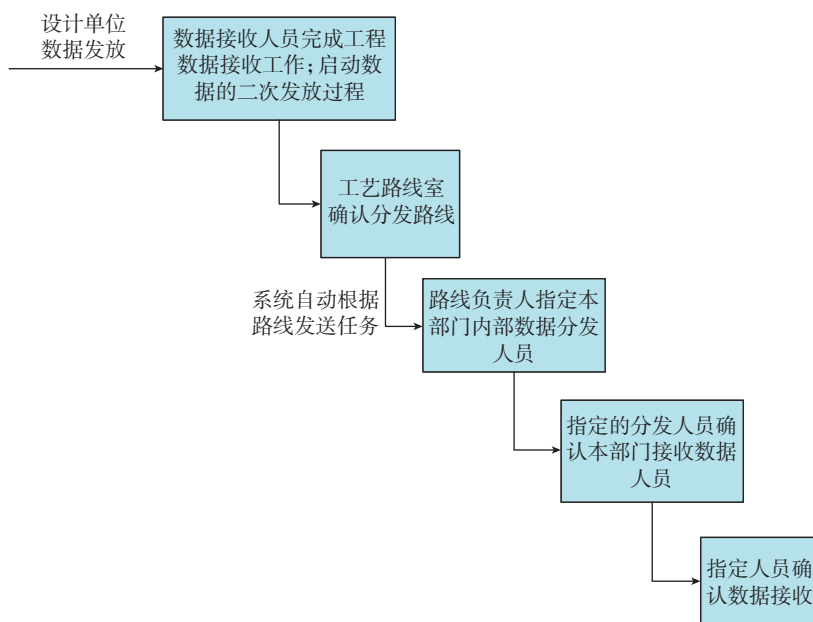 设计单位
数据发放
数据接收人员完成工程
数据接收工作；启动数
据的二次发放过程
工艺路线室
确认分发路线
系统自动根据
路线发送任务
路线负责人指定本
部门内部数据分发
人员
指定的分发人员确
认本部门接收数据
人员
指定人员确
认数据接收